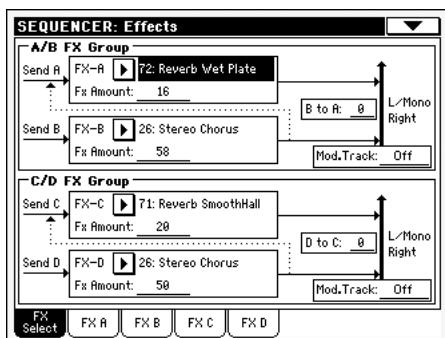 SEQUENCER: Effects
A/B FX Group
Send A FX-A 72: Reverb Wet Plate
Fx Amount: 16
B to A: 0
L/Mono
Right
Send B FX-B 26: Stereo Chorus
Fx Amount: 58
Mod.Track: Off
C/D FX Group
Send C FX-C 71: Reverb SmoothHall
Fx Amount: 20
D to C: 0
L/Mono
Right
Send D FX-D 26: Stereo Chorus
Fx Amount: 50
Mod.Track: Off
FX Select FX A FX B FX C FX D